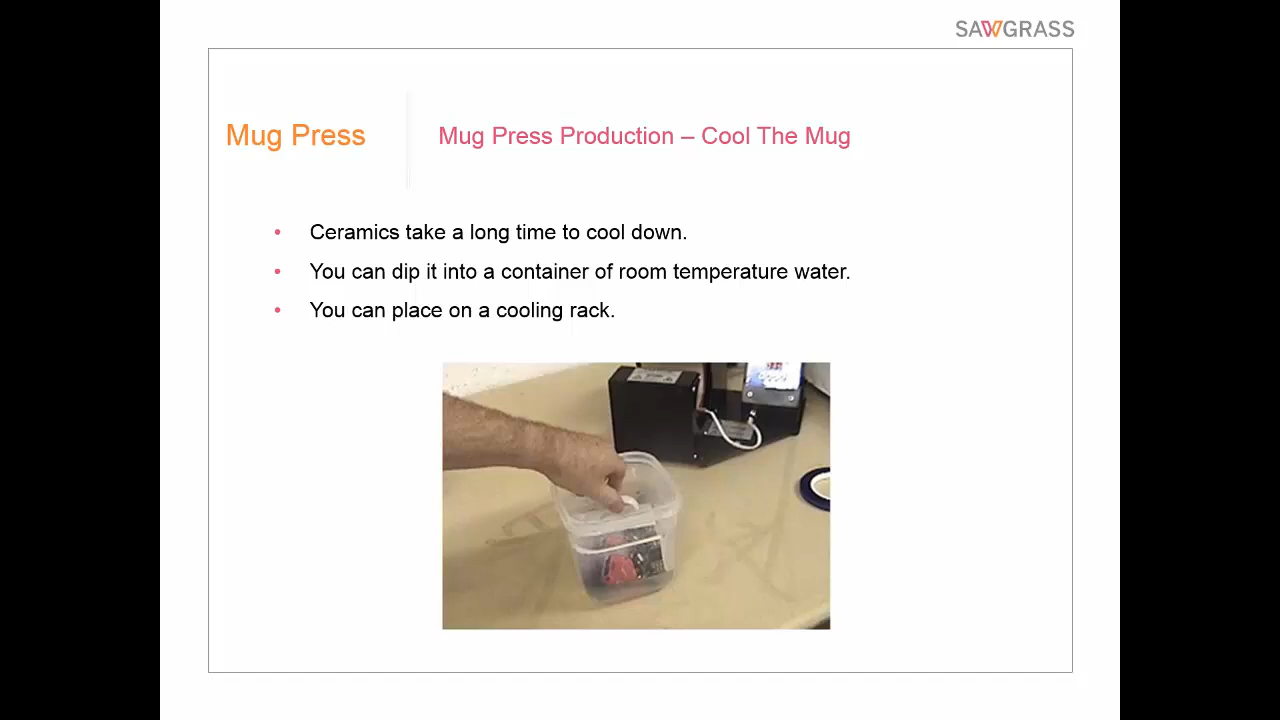 SAWGRASS
Mug Press
Mug Press Production – Cool The Mug
• Ceramics take a long time to cool down.
• You can dip it into a container of room temperature water.
• You can place on a cooling rack.